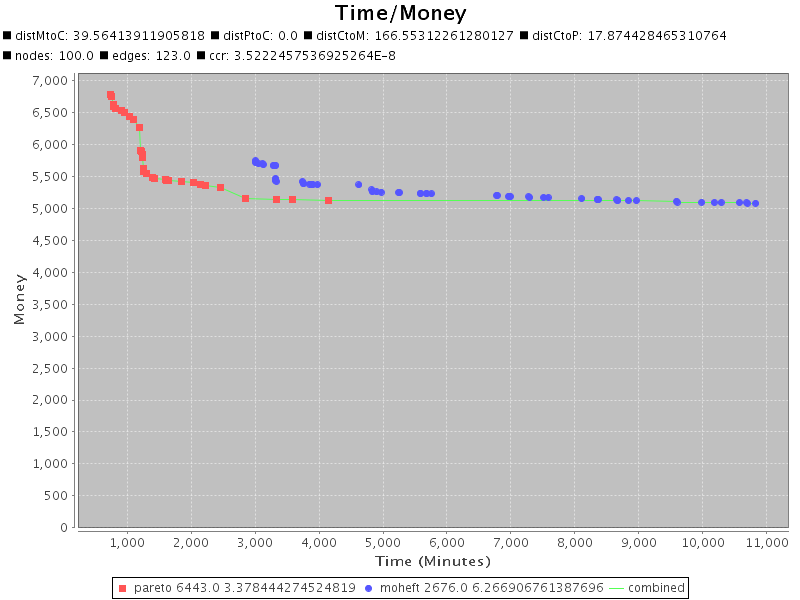 Time/Money
distMtoC: 39.56413911905818 distPtoC: 0.0 distCtoM: 166.55312261280127 distCtoP: 17.874428465310764
nodes: 100.0 edges: 123.0 ccr: 3.5222457536925264E-8
7,000
6,500
6,000
5,500
5,000
4,500
4,000
3,500
3,000
2,500
2,000
1,500
1,000
500
0
Money
1,000 2,000 3,000 4,000 5,000 6,000 7,000 8,000 9,000 10,000 11,000
Time (Minutes)
pareto 6443.0 3.378444274524819 moheft 2676.0 6.266906761387696 combined